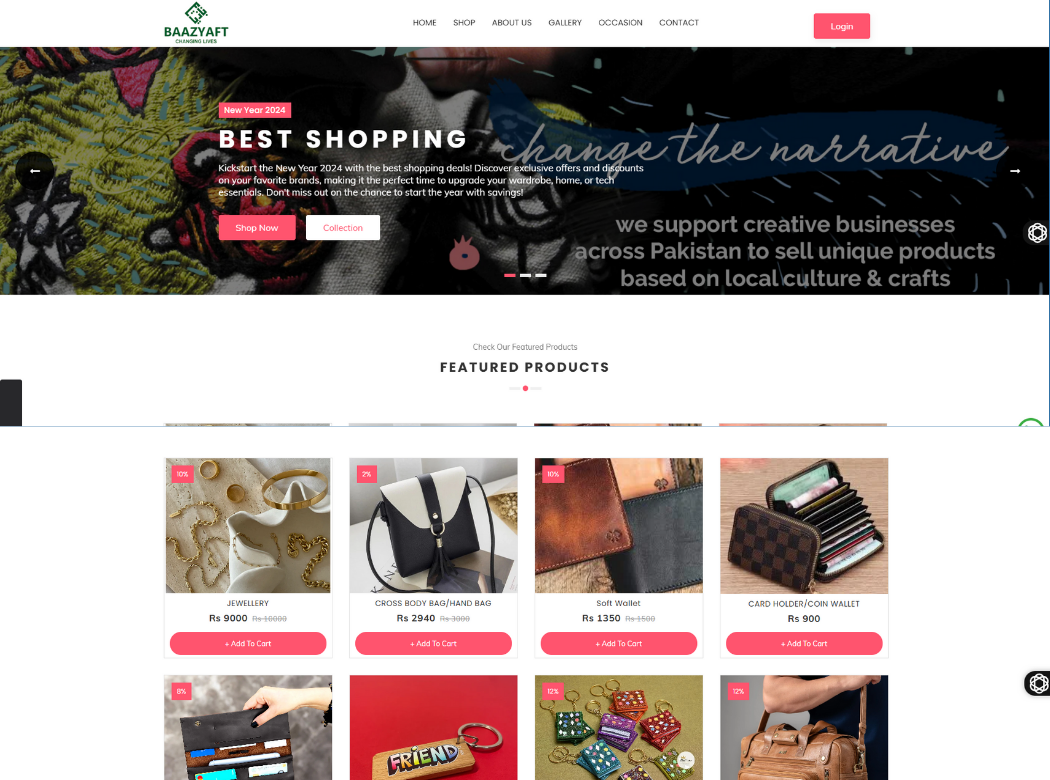 BAAZYAFT
CHANGING LIVES
HOME SHOP ABOUT US GALLERY OCCASION CONTACT
Login
New Year 2024
BEST SHOPPING
Kickstart the New Year 2024 with the best shopping deals! Discover exclusive offers and discounts
on your favorite brands, making it the perfect time to upgrade your wardrobe, home, or tech
essentials. Don't miss out on the chance to start the year with savings!
Shop Now Collection
change the narrative
we support creative businesses
across Pakistan to sell unique products
based on local culture & crafts
Check Our Featured Products
FEATURED PRODUCTS
10% 2% 10%
JEWELLERY CROSS BODY BAG/HAND BAG Soft Wallet CARD HOLDER/COIN WALLET
Rs 9000 Rs 10000 Rs 2940 Rs 3000 Rs 1350 Rs 1500 Rs 900
+ Add To Cart + Add To Cart + Add To Cart + Add To Cart
8% 12% 12%
FRIEND